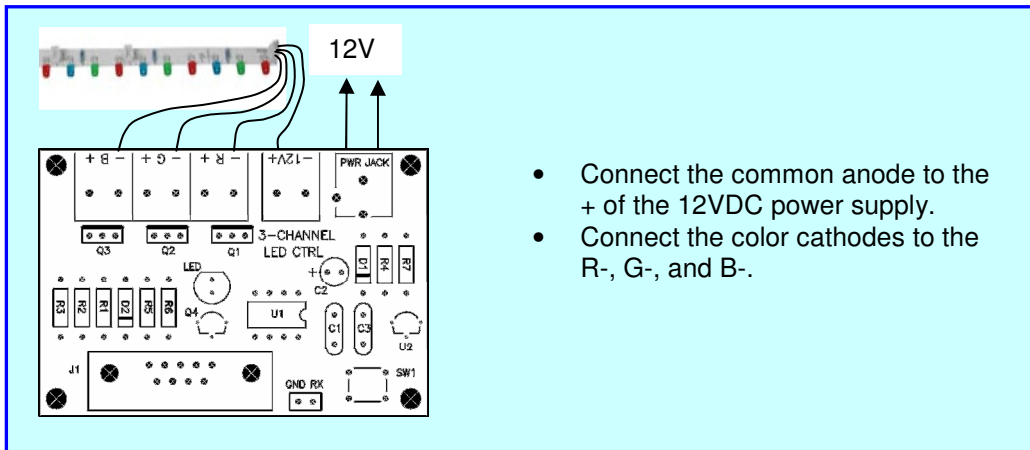 12V
+ B -
+ G -
+ R -
+12V-
PWR JACK
Q3
Q2
Q1
3-CHANNEL
LED CTRL
LED
+
C2
D1
R4
R7
R3
R2
R1
D2
R5
R6
Q4
U1
C1
C3
U2
J1
GND RX
SW1
• Connect the common anode to the
+ of the 12VDC power supply.
• Connect the color cathodes to the
R-, G-, and B-.